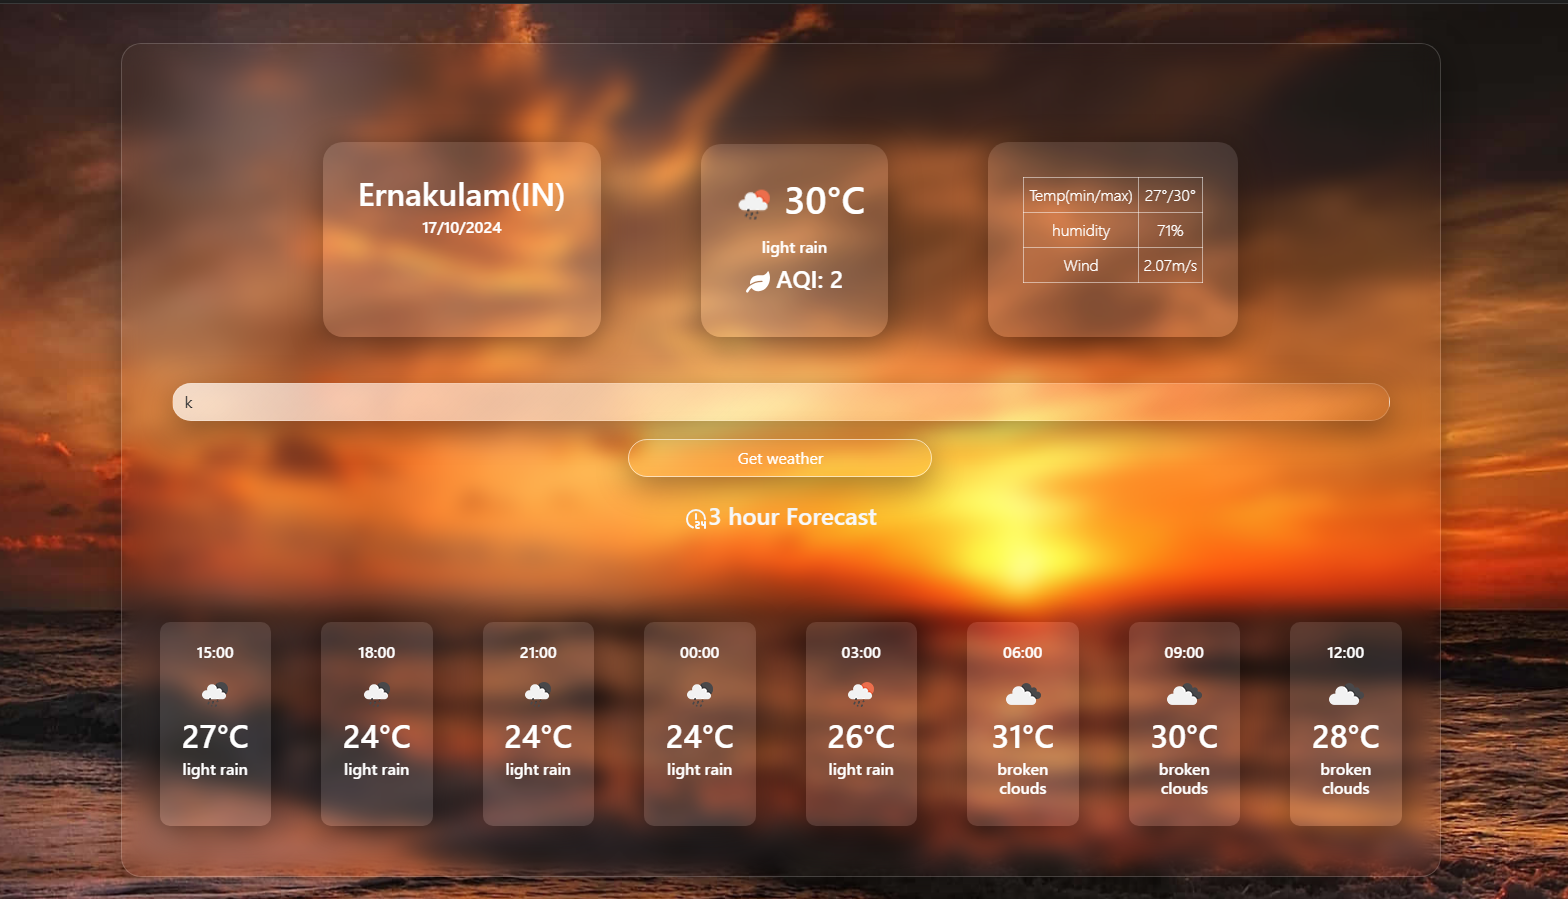 Ernakulam(IN)
17/10/2024
30°C
light rain
AQI: 2
Temp(min/max) 27°/30°
humidity 71%
Wind 2.07m/s
k
Get weather
24
3 hour Forecast
15:00
27°C
light rain
18:00
24°C
light rain
21:00
24°C
light rain
00:00
24°C
light rain
03:00
26°C
light rain
06:00
31°C
broken
clouds
09:00
30°C
broken
clouds
12:00
28°C
broken
clouds